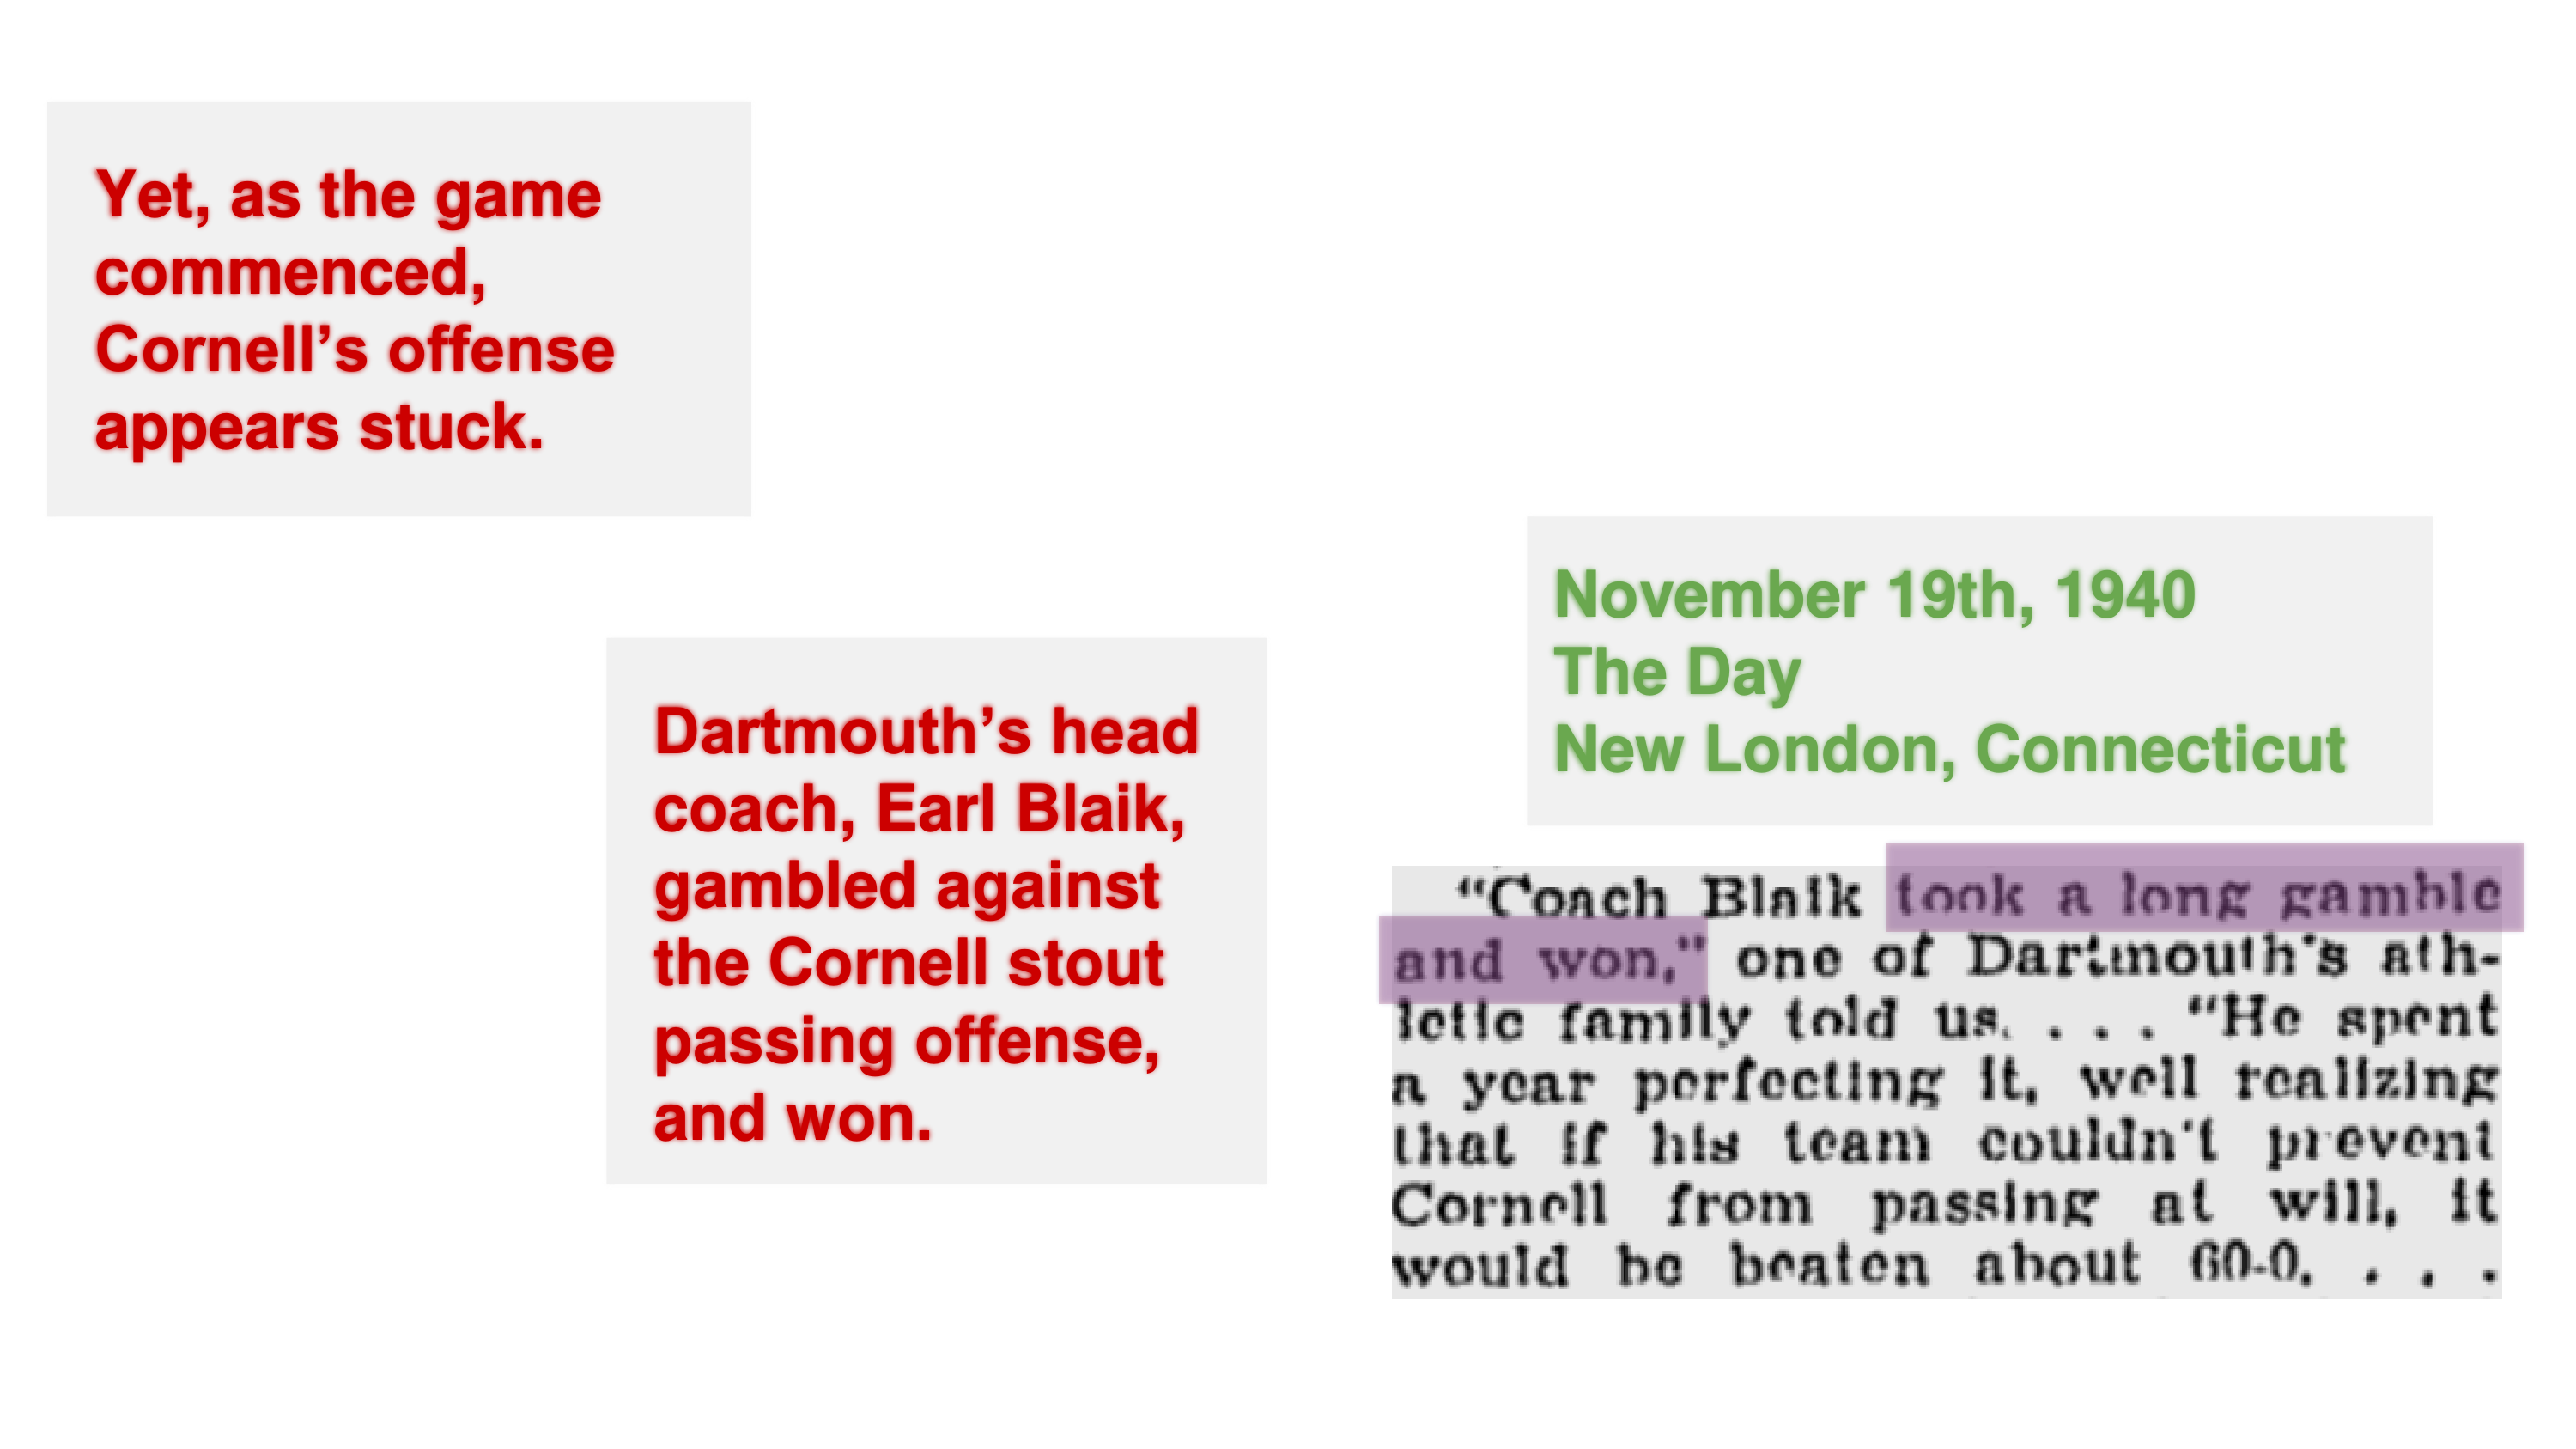 Yet, as the game
commenced,
Cornell’s offense
appears stuck.
Dartmouth’s head
coach, Earl Blaik,
gambled against
the Cornell stout
passing offense,
and won.
November 19th, 1940
The Day
New London, Connecticut
“Coach Blaik took a long gamble
and won,” one of Dartmouth's ath-
letic family told us. . . . “He spent
a year perfecting it, well realizing
that if his team couldn't prevent
Cornell from passing at will, it
would be beaten about 60-0. . . .